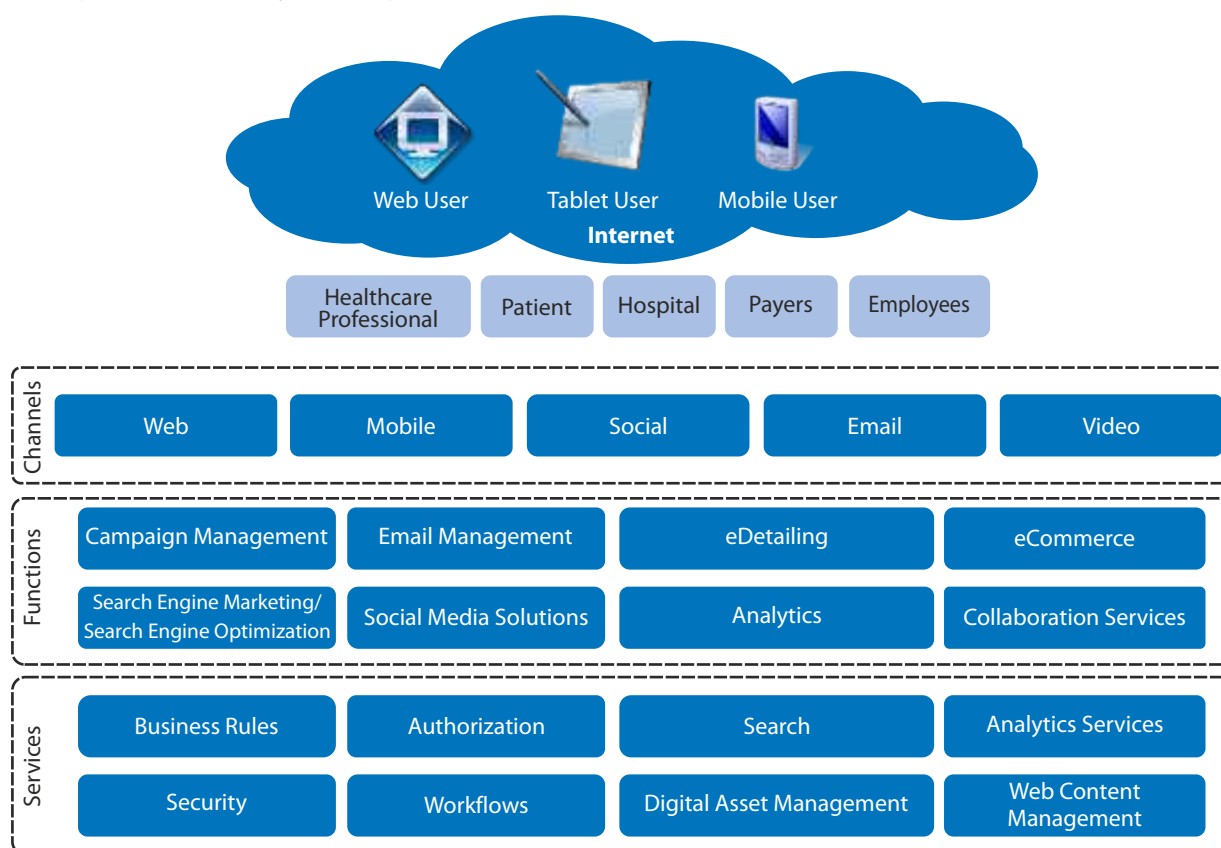 Web User
Tablet User
Mobile User
Internet
Healthcare
Professional
Patient
Hospital
Payers
Employees
Channels
Web
Mobile
Social
Email
Video
Functions
Campaign Management
Email Management
eDetailing
eCommerce
Search Engine Marketing/
Search Engine Optimization
Social Media Solutions
Analytics
Collaboration Services
Services
Business Rules
Authorization
Search
Analytics Services
Security
Workflows
Digital Asset Management
Web Content
Management